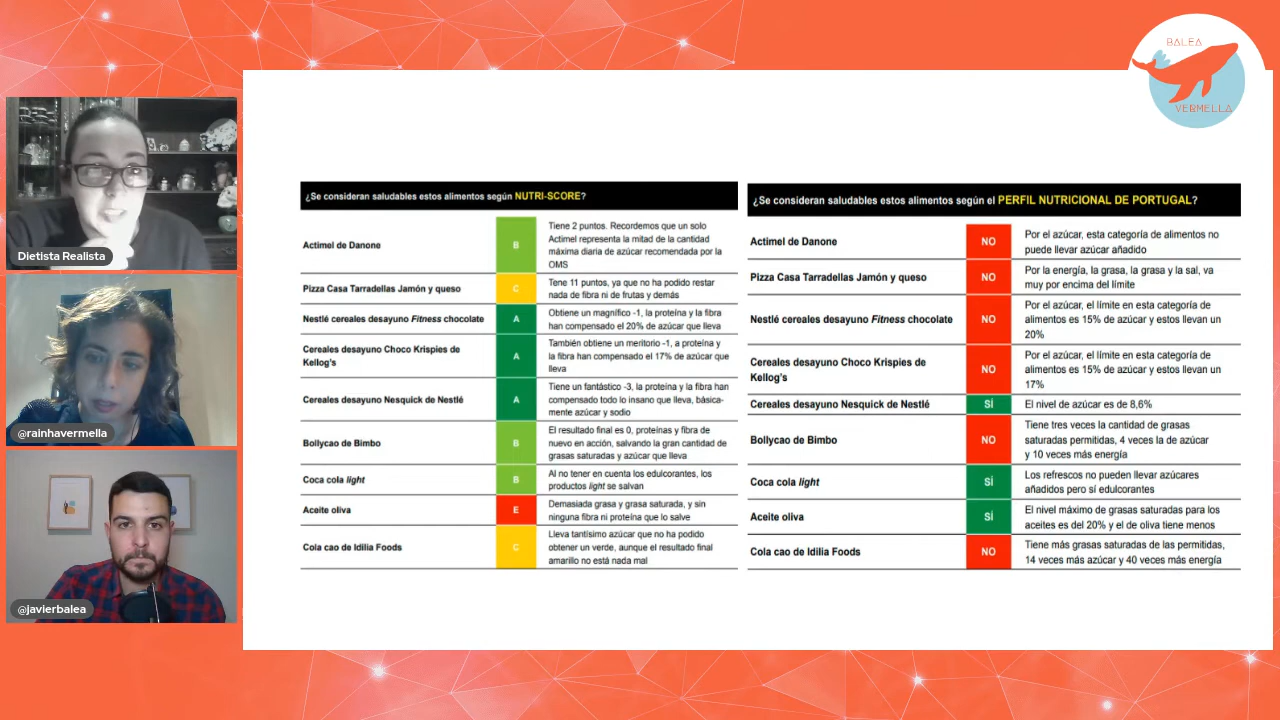 BALEA
VERMELLA
Dietista Realista
@rainhavermella
@javierbalea
¿Se consideran saludables estos alimentos según NUTRI-SCORE?
Actimel de Danone
B
Tiene 2 puntos. Recordemos que un solo
Actimel representa la mitad de la cantidad
máxima diaria de azúcar recomendada por la
OMS
Pizza Casa Tarradellas Jamón y queso
C
Tene 11 puntos, ya que no ha podido restar
nada de fibra ni de frutas y demás
Nestlé cereales desayuno Fitness chocolate
A
Obtiene un magnífico -1, la proteína y la fibra
han compensado el 20% de azúcar que lleva
Cereales desayuno Choco Krispies de
Kellog's
A
También obtiene un meritorio -1, a proteína y
la fibra han compensado el 17% de azúcar que
lleva
Cereales desayuno Nesquick de Nestlé
A
Tiene un fantástico -3, la proteína y la fibra han
compensado todo lo insano que lleva, básica-
mente azúcar y sodio
Bollycao de Bimbo
B
El resultado final es 0, proteínas y fibra de
nuevo en acción, salvando la gran cantidad de
grasas saturadas y azúcar que lleva
Coca cola light
B
Al no tener en cuenta los edulcorantes, los
productos light se salvan
Aceite oliva
E
Demasiada grasa y grasa saturada, y sin
ninguna fibra ni proteína que lo salve
Cola cao de Idilia Foods
C
Lleva tantísimo azúcar que no ha podido
obtener un verde, aunque el resultado final
amarillo no está nada mal
¿Se consideran saludables estos alimentos según el PERFIL NUTRICIONAL DE PORTUGAL?
Actimel de Danone
NO
Por el azúcar, esta categoría de alimentos no
puede llevar azúcar añadido
Pizza Casa Tarradellas Jamón y queso
NO
Por la energía, la grasa, la grasa y la sal, va
muy por encima del límite
Nestlé cereales desayuno Fitness chocolate
NO
Por el azúcar, el límite en esta categoría de
alimentos es 15% de azúcar y estos llevan un
20%
Cereales desayuno Choco Krispies de
Kellog's
NO
Por el azúcar, el límite en esta categoría de
alimentos es 15% de azúcar y estos llevan un
17%
Cereales desayuno Nesquick de Nestlé
SÍ
El nivel de azúcar es de 8,6%
Bollycao de Bimbo
NO
Tiene tres veces la cantidad de grasas
saturadas permitidas, 4 veces la de azúcar
y 10 veces más energía
Coca cola light
SÍ
Los refrescos no pueden llevar azúcares
añadidos pero sí edulcorantes
Aceite oliva
SÍ
El nivel máximo de grasas saturadas para los
aceites es del 20% y el de oliva tiene menos
Cola cao de Idilia Foods
NO
Tiene más grasas saturadas de las permitidas,
14 veces más azúcar y 40 veces más energía